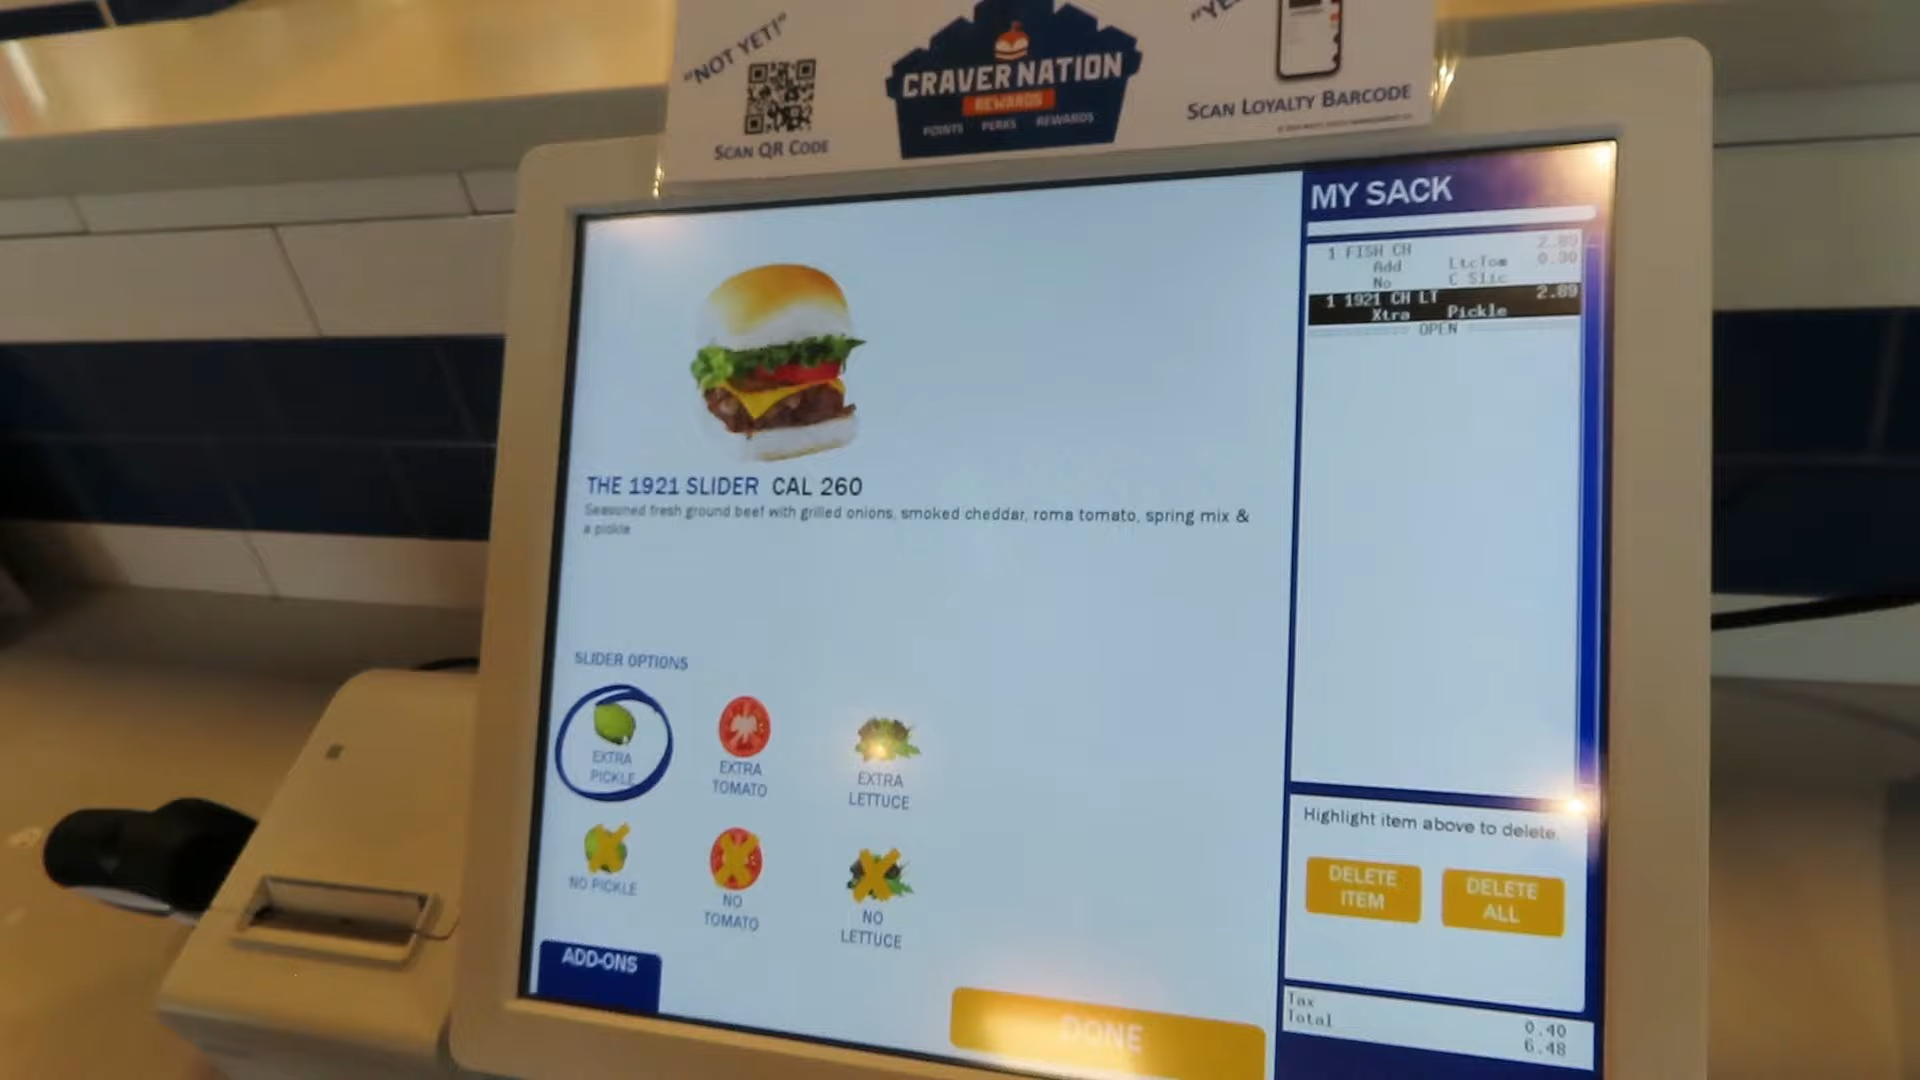 "NOT YET!"
SCAN QR CODE
CRAVER NATION
REWARDS
POINTS PERKS REWARDS
SCAN LOYALTY BARCODE
MY SACK
1 FISH CH 2.89
Add LtcTom 0.30
No C Slic
1 1921 CH LT 2.89
Xtra Pickle
OPEN
THE 1921 SLIDER CAL 260
Seasoned fresh ground beef with grilled onions, smoked cheddar, roma tomato, spring mix &
a pickle
SLIDER OPTIONS
EXTRA
PICKLE
EXTRA
TOMATO
EXTRA
LETTUCE
NO PICKLE
NO
TOMATO
NO
LETTUCE
ADD-ONS
DONE
Highlight item above to delete.
DELETE
ITEM
DELETE
ALL
Tax 0.40
Total 6.48